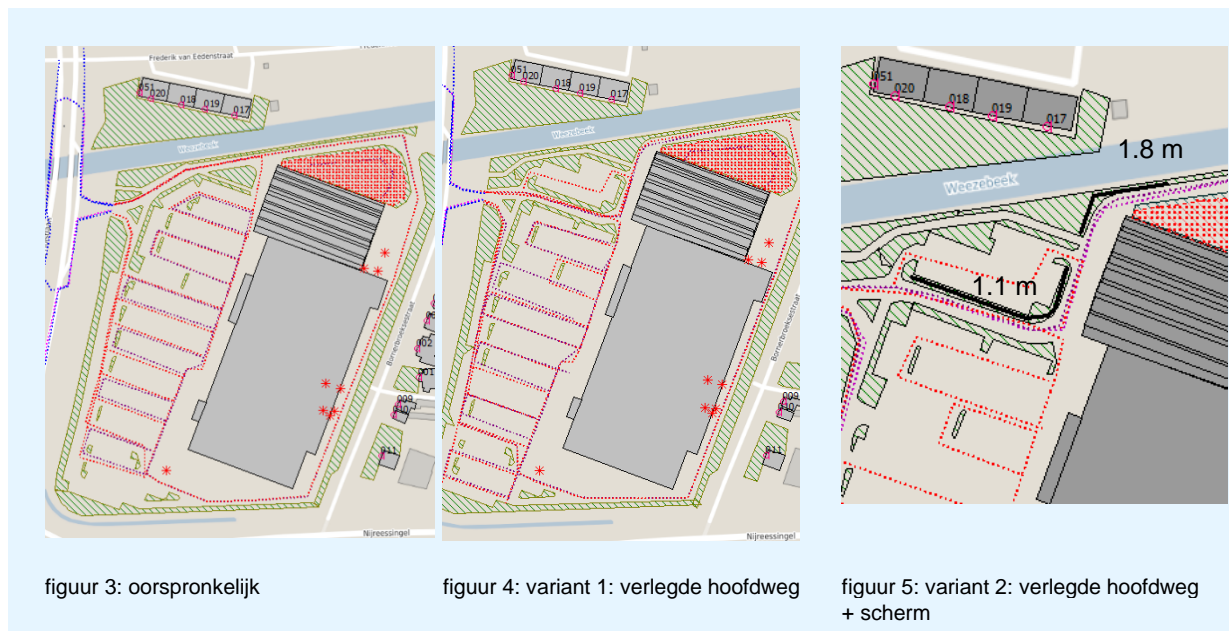 Frederik van Eedenstraat
051
020
018
019
017
Weezebeek
Bornerbroeksestraat
002
001
009
010
011
Nijreessingel
figuur 3: oorspronkelijk
051
020
018
019
017
Weezebeek
Bornerbroeksestraat
009
010
011
Nijreessingel
figuur 4: variant 1: verlegde hoofdweg
051
020
018
019
017
1.8 m
Weezebeek
1.1 m
figuur 5: variant 2: verlegde hoofdweg
+ scherm